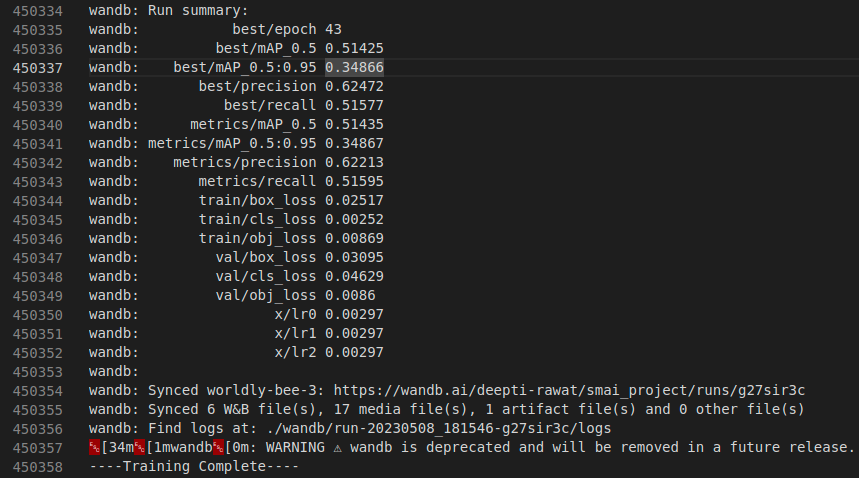 450334 wandb: Run summary:
450335 wandb: best/epoch 43
450336 wandb: best/mAP_0.5 0.51425
450337 wandb: best/mAP_0.5:0.95 0.34866
450338 wandb: best/precision 0.62472
450339 wandb: best/recall 0.51577
450340 wandb: metrics/mAP_0.5 0.51435
450341 wandb: metrics/mAP_0.5:0.95 0.34867
450342 wandb: metrics/precision 0.62213
450343 wandb: metrics/recall 0.51595
450344 wandb: train/box_loss 0.02517
450345 wandb: train/cls_loss 0.00252
450346 wandb: train/obj_loss 0.00869
450347 wandb: val/box_loss 0.03095
450348 wandb: val/cls_loss 0.04629
450349 wandb: val/obj_loss 0.0086
450350 wandb: x/lr0 0.00297
450351 wandb: x/lr1 0.00297
450352 wandb: x/lr2 0.00297
450353 wandb:
450354 wandb: Synced worldly-bee-3: https://wandb.ai/deepti-rawat/smai_project/runs/g27sir3c
450355 wandb: Synced 6 W&B file(s), 17 media file(s), 1 artifact file(s) and 0 other file(s)
450356 wandb: Find logs at: ./wandb/run-20230508_181546-g27sir3c/logs
450357 ␛[34m␛[1mwandb␛[0m: WARNING ⚠ wandb is deprecated and will be removed in a future release.
450358 ----Training Complete----